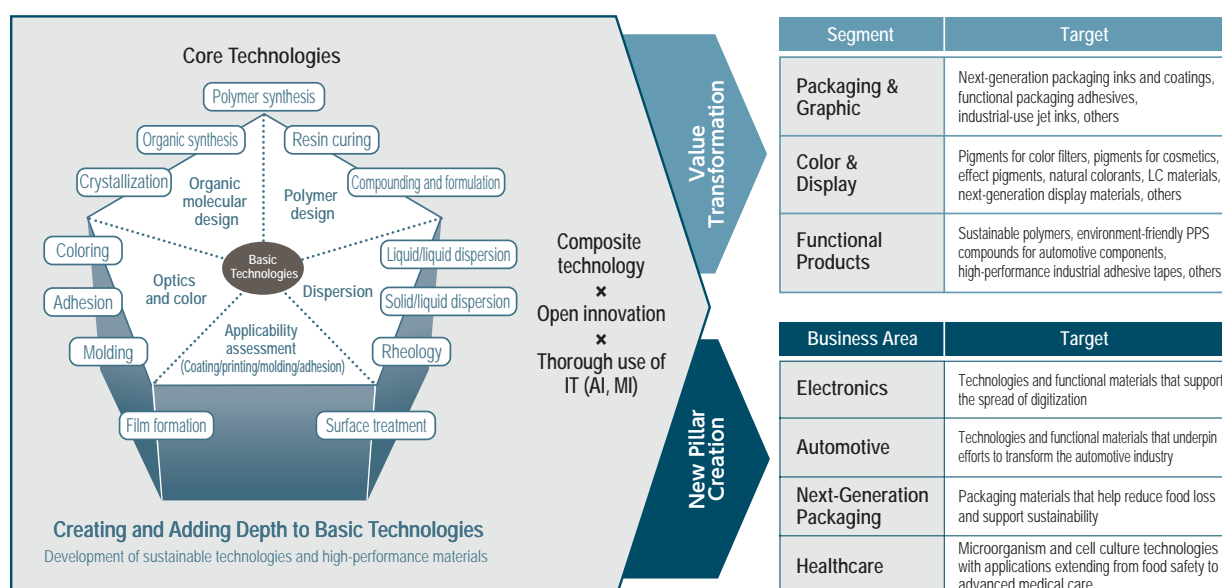 Core Technologies
Polymer synthesis
Organic synthesis
Resin curing
Crystallization
Compounding and formulation
Organic
molecular
design
Polymer
design
Coloring
Liquid/liquid dispersion
Basic
Technologies
Optics
and color
Dispersion
Adhesion
Solid/liquid dispersion
Applicability
assessment
(Coating/printing/molding/adhesion)
Molding
Rheology
Film formation
Surface treatment
Creating and Adding Depth to Basic Technologies
Development of sustainable technologies and high-performance materials
Composite
technology
×
Open innovation
×
Thorough use of
IT (AI, MI)
Value
Transformation
New Pillar
Creation
Segment
Target
Packaging &
Graphic
Next-generation packaging inks and coatings,
functional packaging adhesives,
industrial-use jet inks, others
Color &
Display
Pigments for color filters, pigments for cosmetics,
effect pigments, natural colorants, LC materials,
next-generation display materials, others
Functional
Products
Sustainable polymers, environment-friendly PPS
compounds for automotive components,
high-performance industrial adhesive tapes, others
Business Area
Target
Electronics
Technologies and functional materials that support
the spread of digitization
Automotive
Technologies and functional materials that underpin
efforts to transform the automotive industry
Next-Generation
Packaging
Packaging materials that help reduce food loss
and support sustainability
Healthcare
Microorganism and cell culture technologies
with applications extending from food safety to
advanced medical care